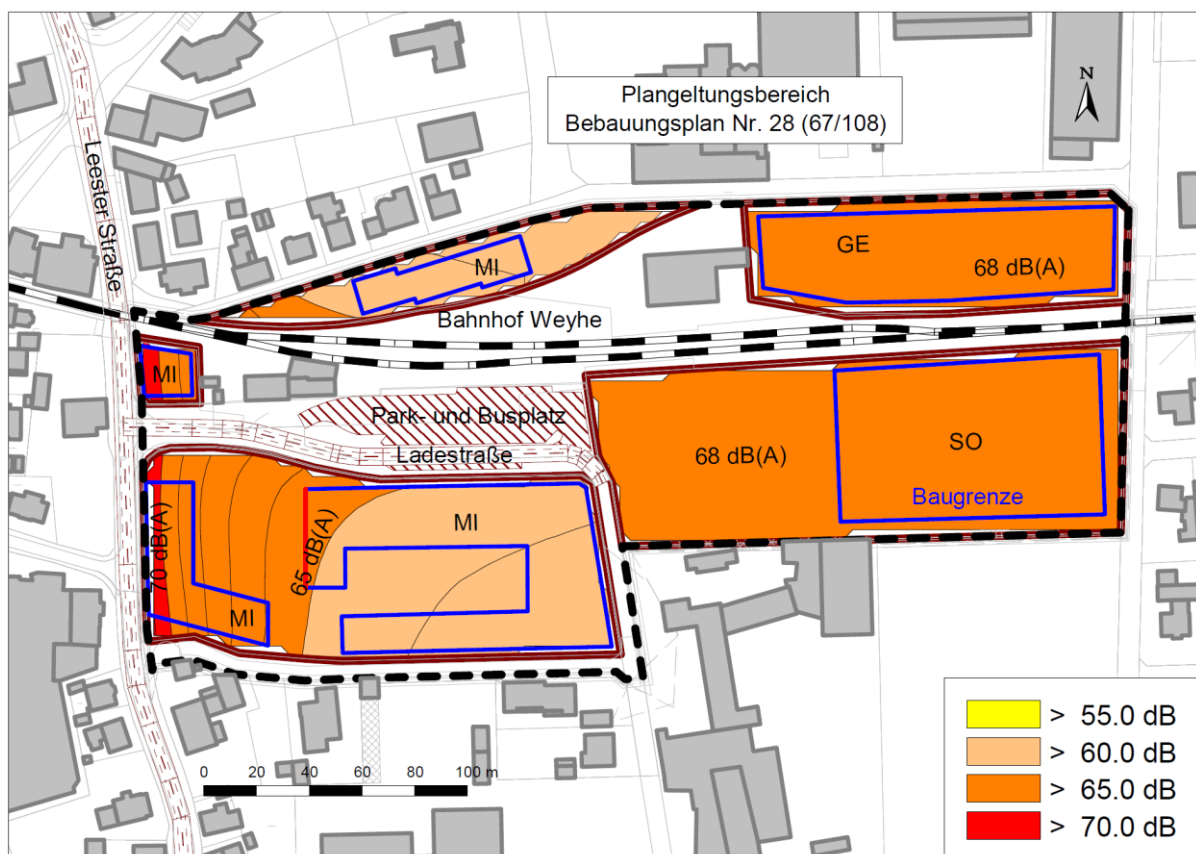 Plangeltungsbereich
Bebauungsplan Nr. 28 (67/108)
N
Leester Straße
GE
68 dB(A)
MI
Bahnhof Weyhe
MI
Park- und Busplatz
Ladestraße
68 dB(A)
SO
Baugrenze
70 dB(A)
65 dB(A)
MI
MI
0 20 40 60 80 100 m
> 55.0 dB
> 60.0 dB
> 65.0 dB
> 70.0 dB